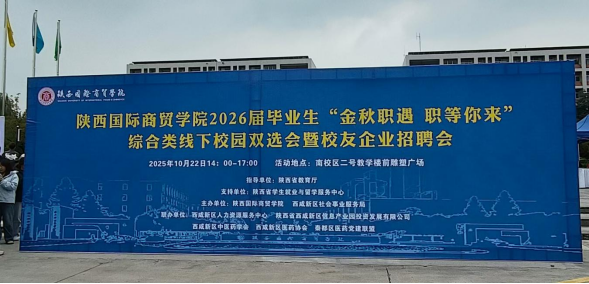 陕西国际商贸学院
陕西国际商贸学院2026届毕业生“金秋职遇 职等你来”
综合类线下校园双选会暨校友企业招聘会
2025年10月22日14：00-17:00 活动地点：南校区二号教学楼前雕塑广场
指导单位：陕西省教育厅
支持单位：陕西省学生就业与留学服务中心
主办单位：陕西国际商贸学院 西咸新区社会事业服务局
联办单位：西咸新区人力资源服务中心 陕西省西咸新区信息产业园投资发展有限公司
西咸新区中医药学会 西咸新区医药协会 秦都区医药党建联盟